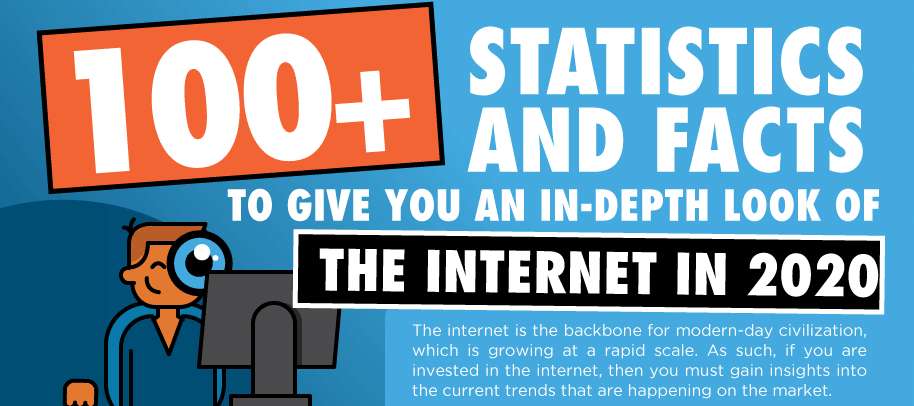 100+
STATISTICS
AND FACTS
TO GIVE YOU AN IN-DEPTH LOOK OF
THE INTERNET IN 2020
The internet is the backbone for modern-day civilization,
which is growing at a rapid scale. As such, if you are
invested in the internet, then you must gain insights into
the current trends that are happening on the market.